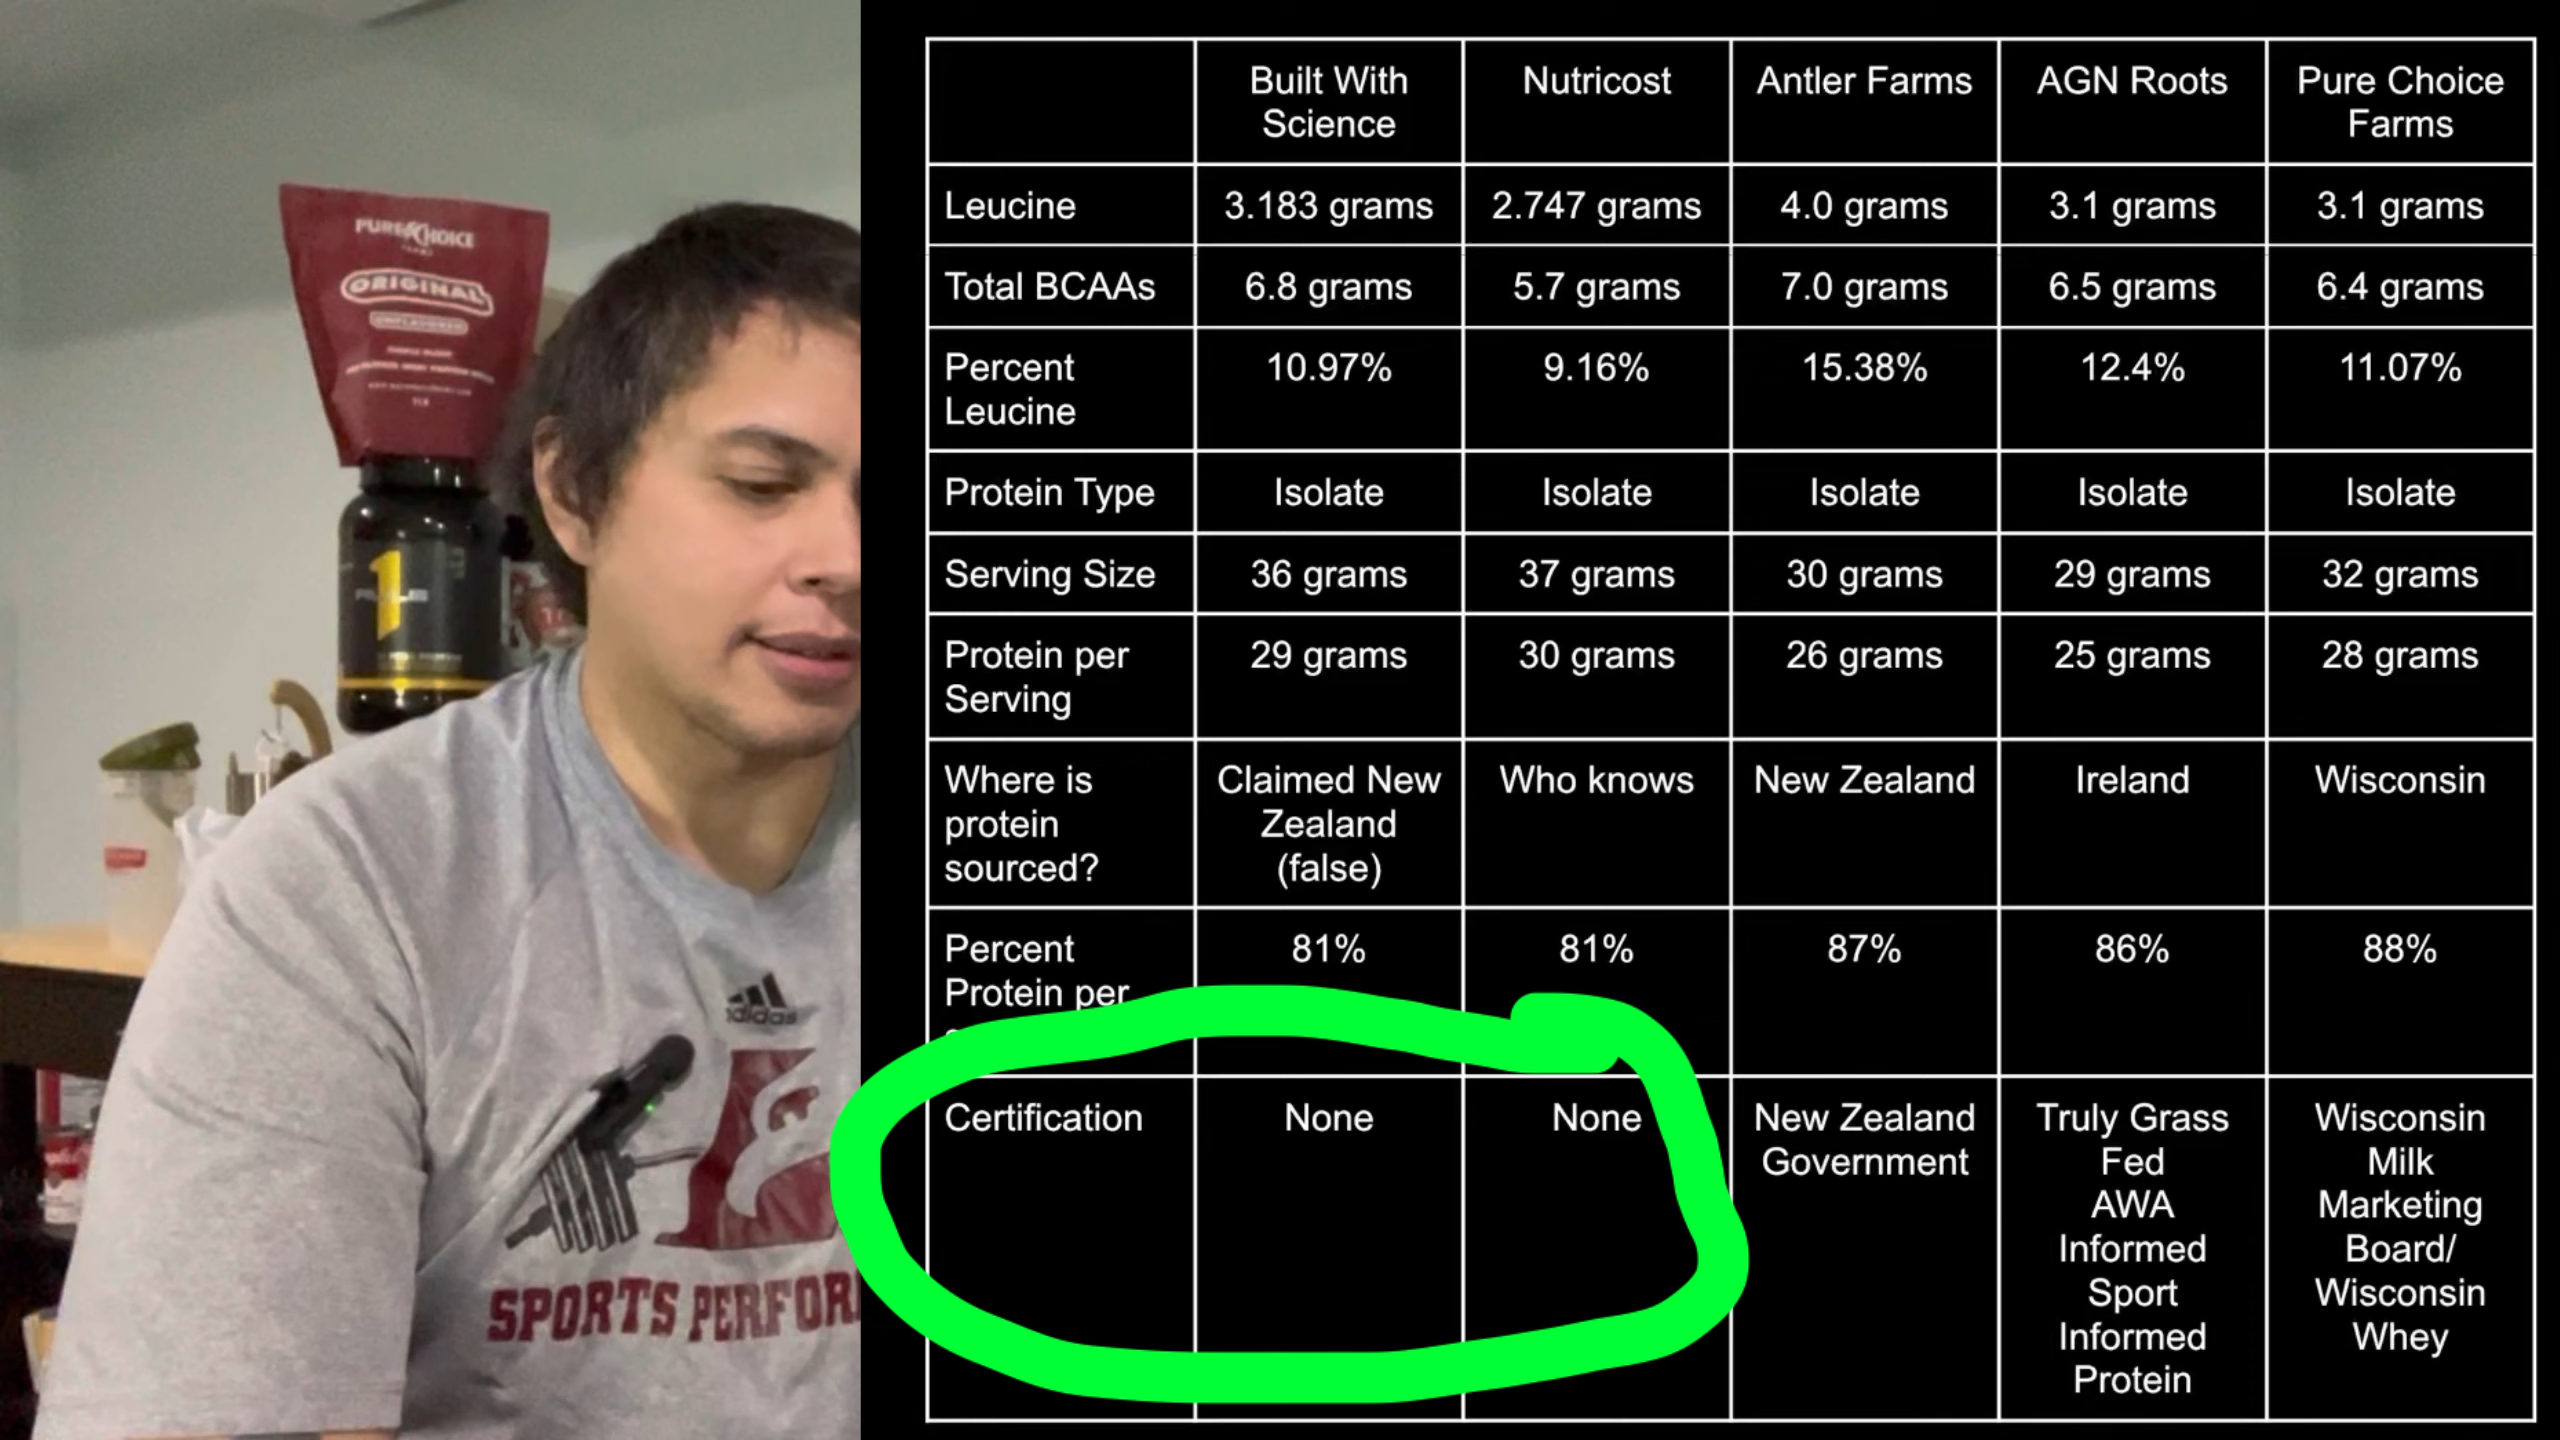 PURE CHOICE
ORIGINAL
UNFLAVORED
1
adidas
SPORTS PERFOR
Built With
Science
Nutricost
Antler Farms
AGN Roots
Pure Choice
Farms
Leucine
3.183 grams
2.747 grams
4.0 grams
3.1 grams
3.1 grams
Total BCAAs
6.8 grams
5.7 grams
7.0 grams
6.5 grams
6.4 grams
Percent
Leucine
10.97%
9.16%
15.38%
12.4%
11.07%
Protein Type
Isolate
Isolate
Isolate
Isolate
Isolate
Serving Size
36 grams
37 grams
30 grams
29 grams
32 grams
Protein per
Serving
29 grams
30 grams
26 grams
25 grams
28 grams
Where is
protein
sourced?
Claimed New
Zealand
(false)
Who knows
New Zealand
Ireland
Wisconsin
Percent
Protein per
81%
81%
87%
86%
88%
Certification
None
None
New Zealand
Government
Truly Grass
Fed
AWA
Informed
Sport
Informed
Protein
Wisconsin
Milk
Marketing
Board/
Wisconsin
Whey